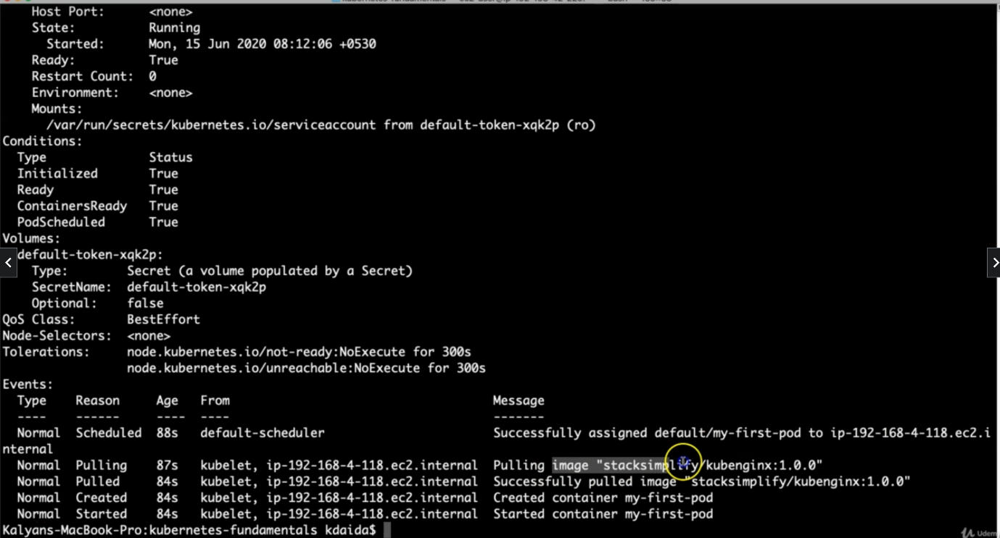 Host Port: <none>
State: Running
Started: Mon, 15 Jun 2020 08:12:06 +0530
Ready: True
Restart Count: 0
Environment: <none>
Mounts:
/var/run/secrets/kubernetes.io/serviceaccount from default-token-xqk2p (ro)
Conditions:
Type Status
Initialized True
Ready True
ContainersReady True
PodScheduled True
Volumes:
default-token-xqk2p:
Type: Secret (a volume populated by a Secret)
SecretName: default-token-xqk2p
Optional: false
QoS Class: BestEffort
Node-Selectors: <none>
Tolerations: node.kubernetes.io/not-ready:NoExecute for 300s
node.kubernetes.io/unreachable:NoExecute for 300s
Events:
Type Reason Age From Message
---- ------ ---- ---- -------
Normal Scheduled 88s default-scheduler Successfully assigned default/my-first-pod to ip-192-168-4-118.ec2.i
nternal
Normal Pulling 87s kubelet, ip-192-168-4-118.ec2.internal Pulling image "stacksimplify/kubenginx:1.0.0"
Normal Pulled 84s kubelet, ip-192-168-4-118.ec2.internal Successfully pulled image "stacksimplify/kubenginx:1.0.0"
Normal Created 84s kubelet, ip-192-168-4-118.ec2.internal Created container my-first-pod
Normal Started 84s kubelet, ip-192-168-4-118.ec2.internal Started container my-first-pod
Kalyans-MacBook-Pro:kubernetes-fundamentals kdaida$